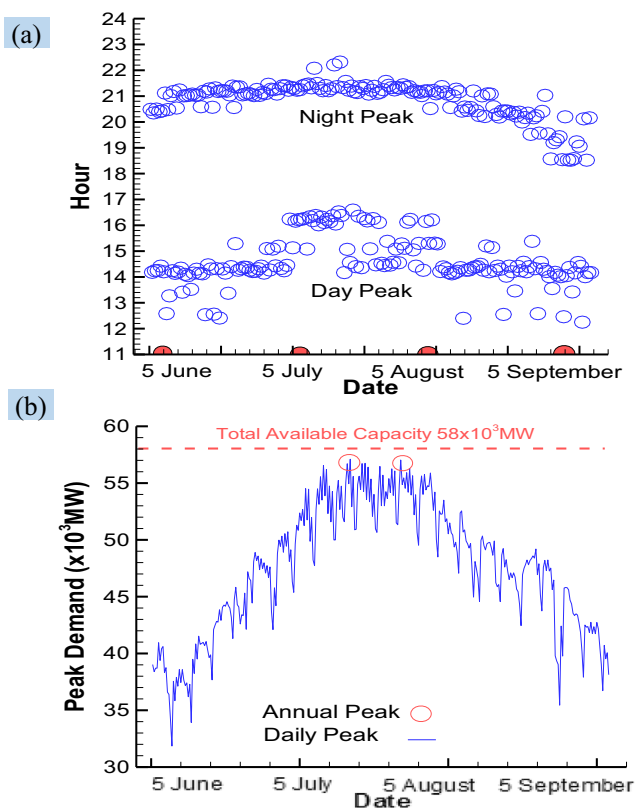 (a)
24
23
22
21
20
19
18
17
16
15
14
13
12
11
Hour
Night Peak
Day Peak
5 June 5 July 5 August 5 September
Date
(b)
60
55
50
45
40
35
30
Peak Demand (x10³MW)
Total Available Capacity 58x10³MW
Annual Peak
Daily Peak
5 June 5 July 5 August 5 September
Date